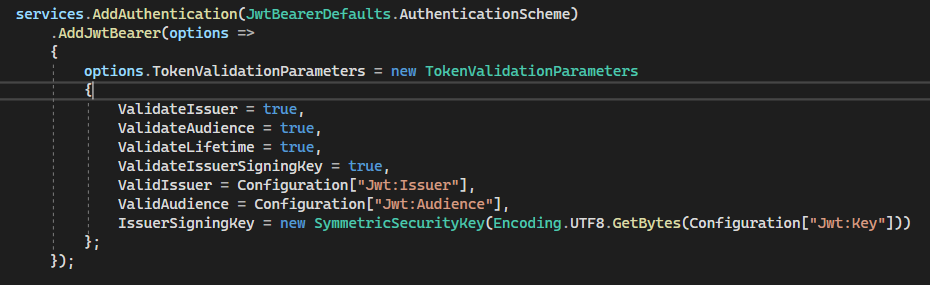 services.AddAuthentication(JwtBearerDefaults.AuthenticationScheme)
.AddJwtBearer(options =>
{
options.TokenValidationParameters = new TokenValidationParameters
{
ValidateIssuer = true,
ValidateAudience = true,
ValidateLifetime = true,
ValidateIssuerSigningKey = true,
ValidIssuer = Configuration["Jwt:Issuer"],
ValidAudience = Configuration["Jwt:Audience"],
IssuerSigningKey = new SymmetricSecurityKey(Encoding.UTF8.GetBytes(Configuration["Jwt:Key"]))
};
});